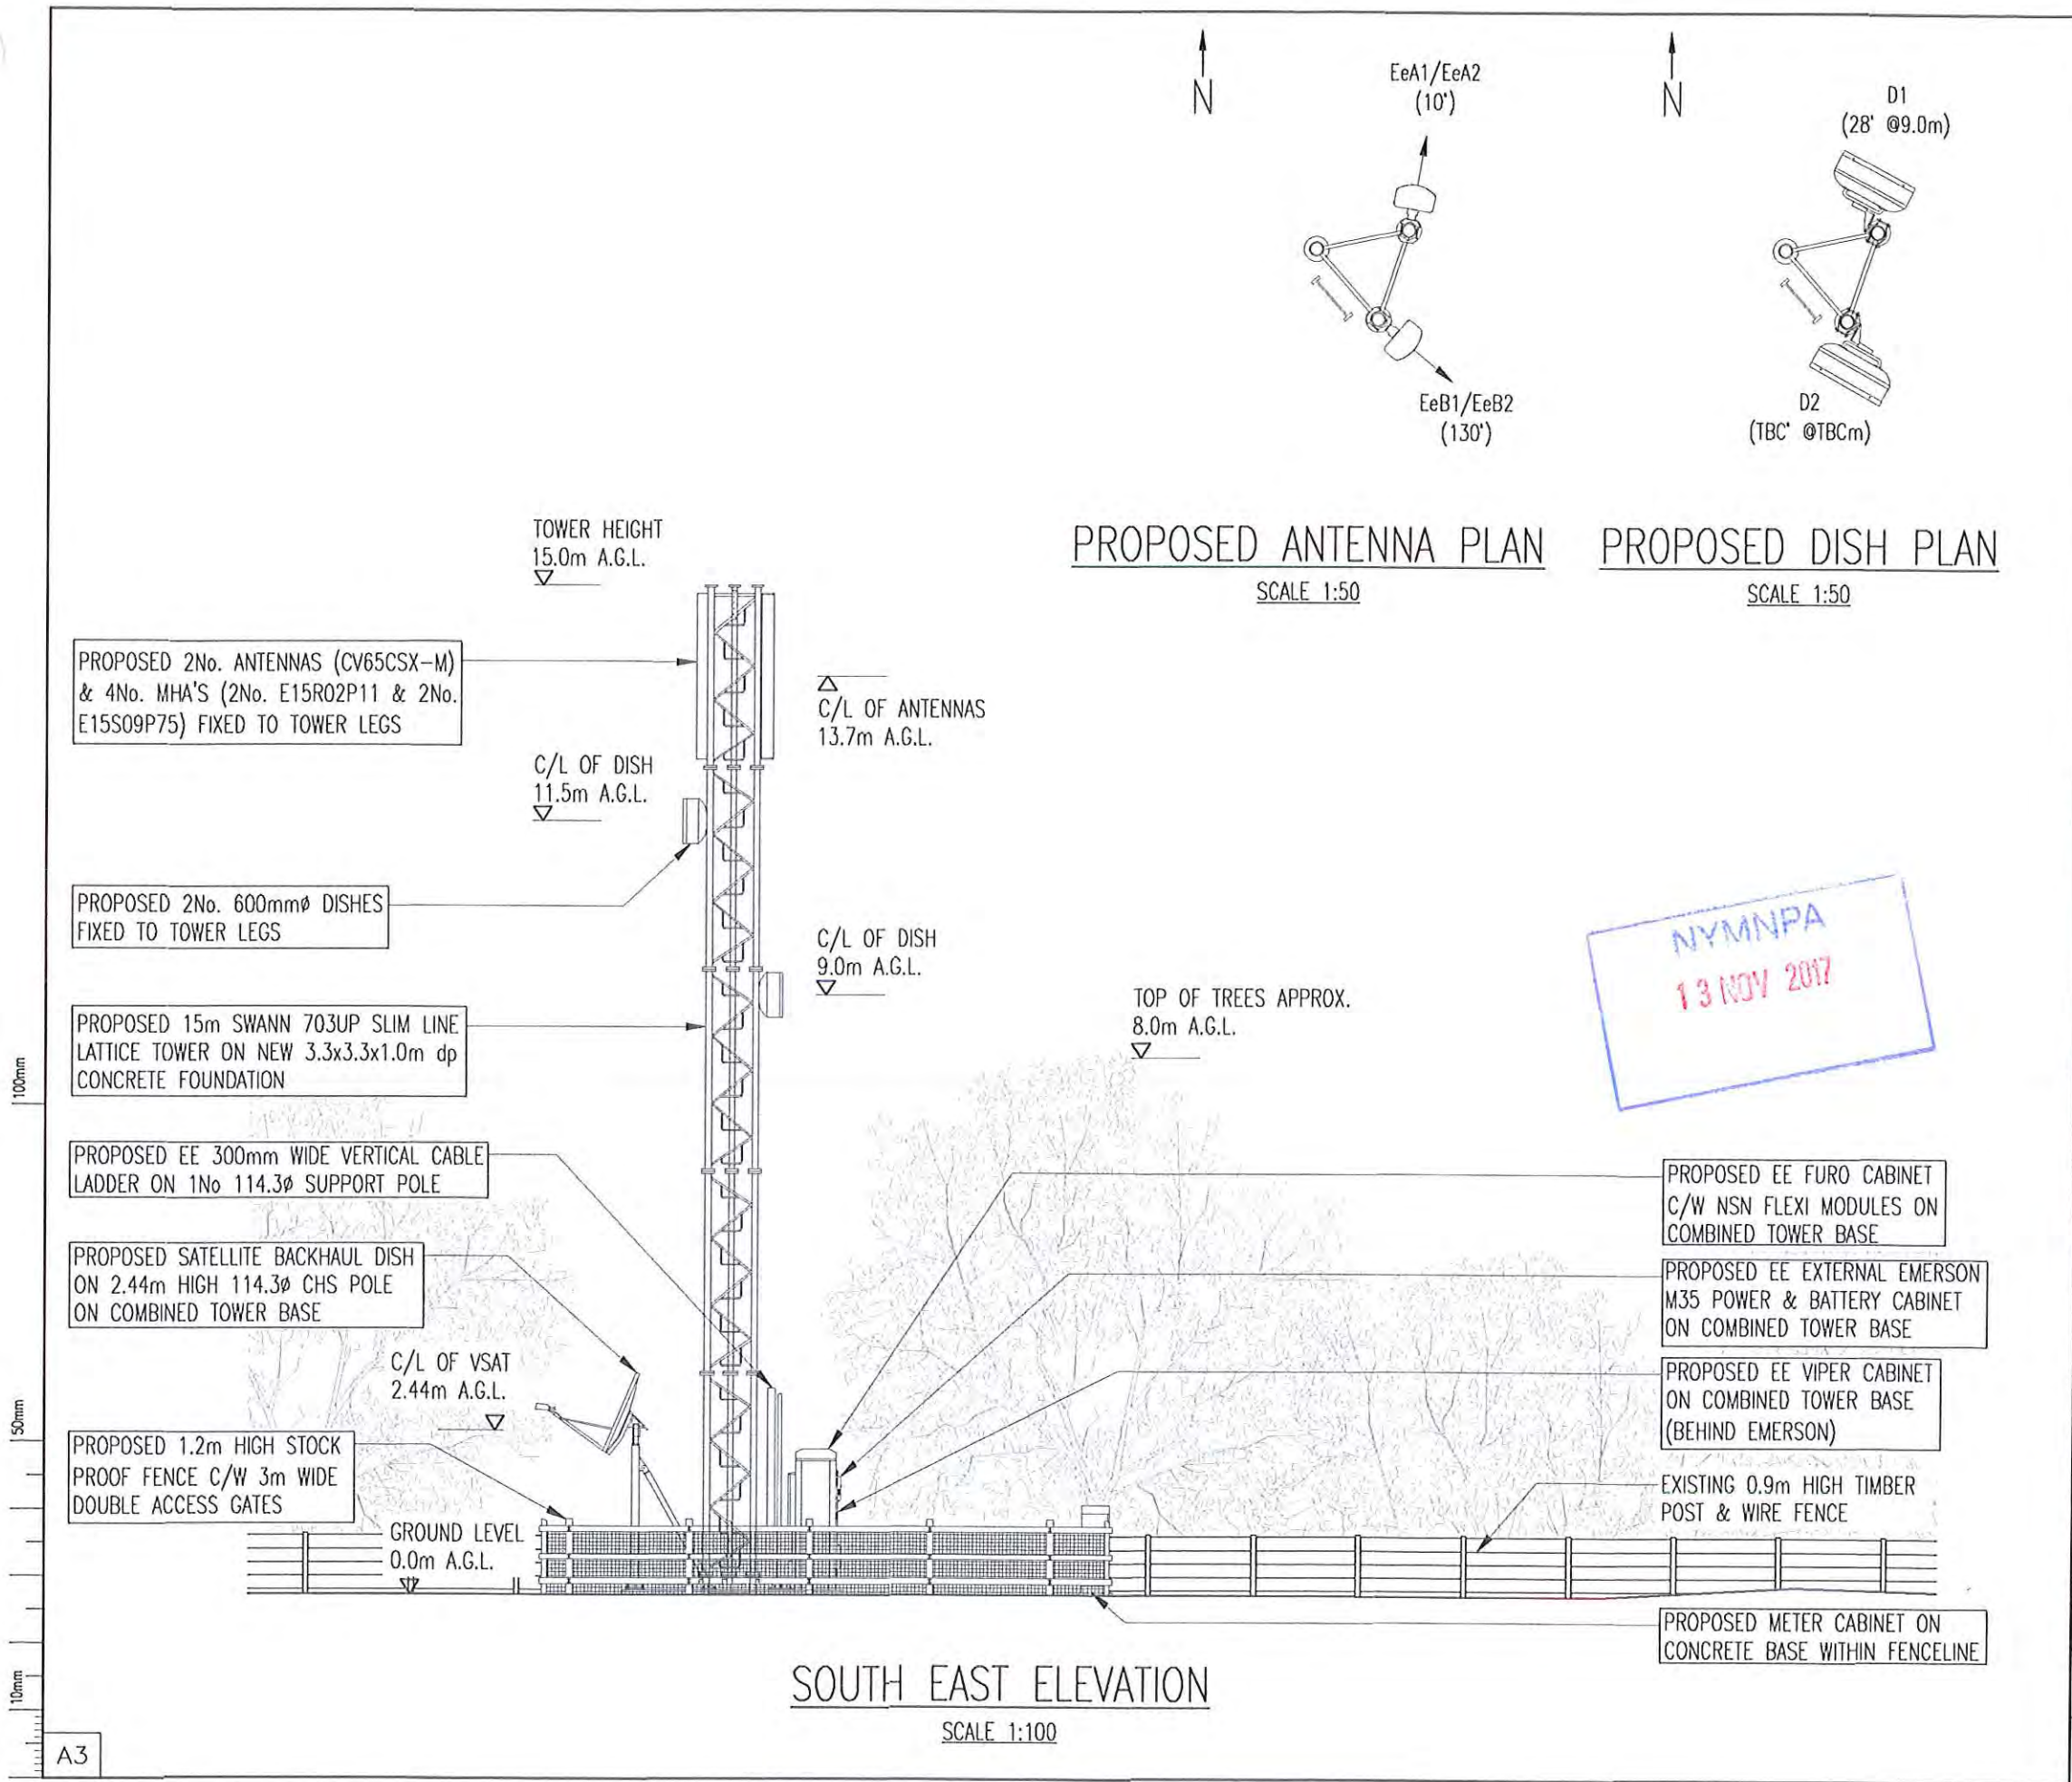 N
EeA1/EeA2
(10°)
EeB1/EeB2
(130°)
N
D1
(28° @9.0m)
D2
(TBC° @TBCm)
PROPOSED ANTENNA PLAN
SCALE 1:50
PROPOSED DISH PLAN
SCALE 1:50
TOWER HEIGHT
15.0m A.G.L.
PROPOSED 2No. ANTENNAS (CV65CSX-M)
& 4No. MHA'S (2No. E15R02P11 & 2No.
E15S09P75) FIXED TO TOWER LEGS
C/L OF ANTENNAS
13.7m A.G.L.
C/L OF DISH
11.5m A.G.L.
PROPOSED 2No. 600mmø DISHES
FIXED TO TOWER LEGS
C/L OF DISH
9.0m A.G.L.
NYMNPA
13 NOV 2017
TOP OF TREES APPROX.
8.0m A.G.L.
PROPOSED 15m SWANN 703UP SLIM LINE
LATTICE TOWER ON NEW 3.3x3.3x1.0m dp
CONCRETE FOUNDATION
PROPOSED EE 300mm WIDE VERTICAL CABLE
LADDER ON 1No 114.3ø SUPPORT POLE
PROPOSED SATELLITE BACKHAUL DISH
ON 2.44m HIGH 114.3ø CHS POLE
ON COMBINED TOWER BASE
C/L OF VSAT
2.44m A.G.L.
PROPOSED 1.2m HIGH STOCK
PROOF FENCE C/W 3m WIDE
DOUBLE ACCESS GATES
GROUND LEVEL
0.0m A.G.L.
PROPOSED EE FURO CABINET
C/W NSN FLEXI MODULES ON
COMBINED TOWER BASE
PROPOSED EE EXTERNAL EMERSON
M35 POWER & BATTERY CABINET
ON COMBINED TOWER BASE
PROPOSED EE VIPER CABINET
ON COMBINED TOWER BASE
(BEHIND EMERSON)
EXISTING 0.9m HIGH TIMBER
POST & WIRE FENCE
PROPOSED METER CABINET ON
CONCRETE BASE WITHIN FENCELINE
SOUTH EAST ELEVATION
SCALE 1:100
100mm
50mm
10mm
A3